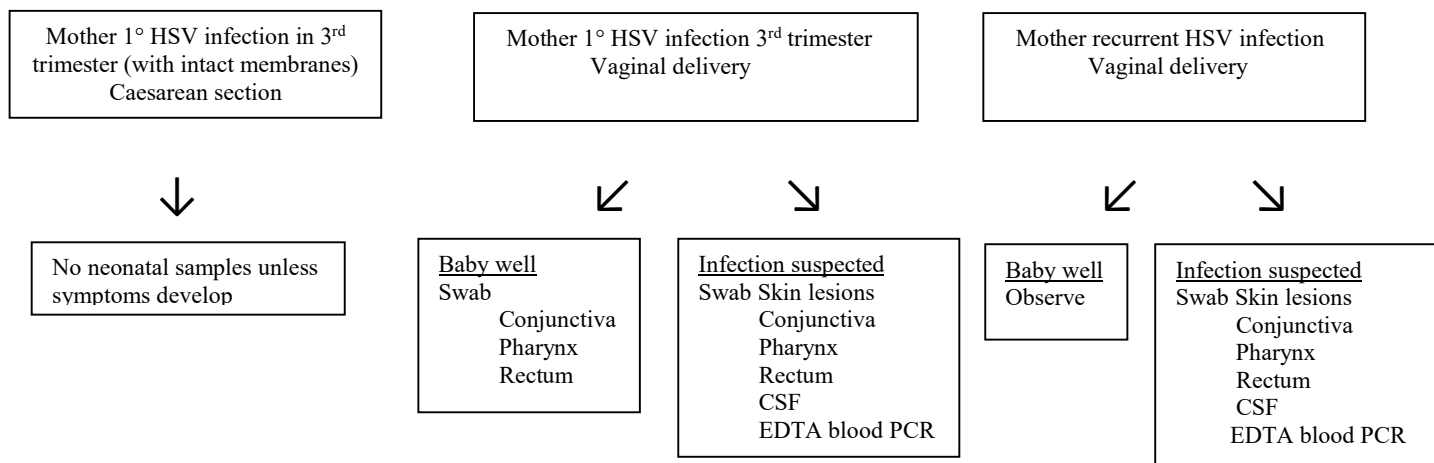 Mother 1° HSV infection in 3rd
trimester (with intact membranes)
Caesarean section
Mother 1° HSV infection 3rd trimester
Vaginal delivery
Mother recurrent HSV infection
Vaginal delivery
No neonatal samples unless
symptoms develop
Baby well
Swab
Conjunctiva
Pharynx
Rectum
Infection suspected
Swab Skin lesions
Conjunctiva
Pharynx
Rectum
CSF
EDTA blood PCR
Baby well
Observe
Infection suspected
Swab Skin lesions
Conjunctiva
Pharynx
Rectum
CSF
EDTA blood PCR